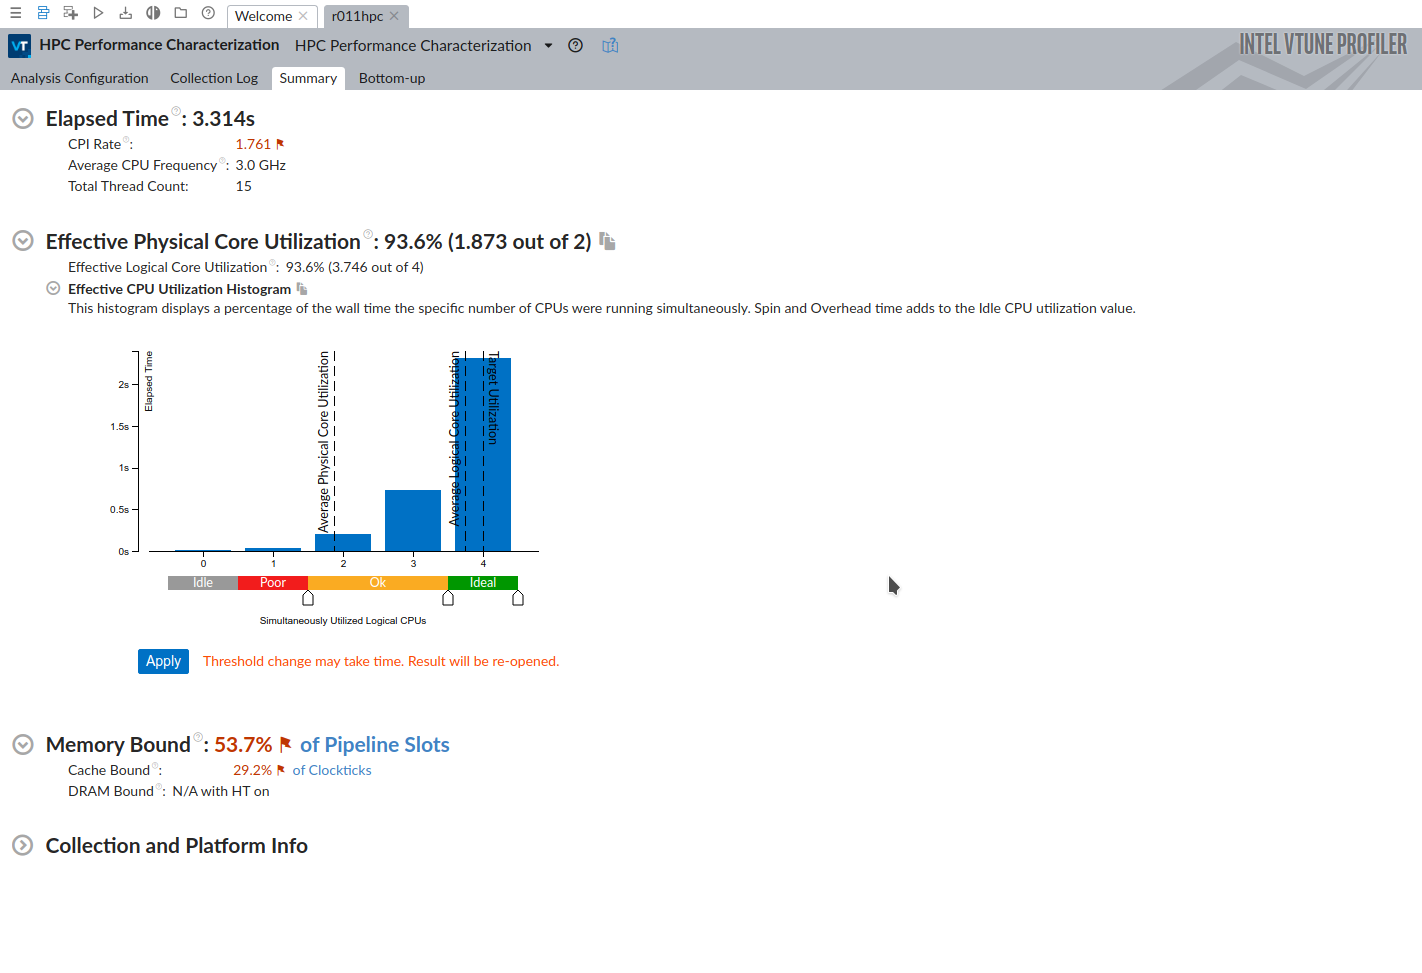 Welcome
r011hpc
VT
HPC Performance Characterization
HPC Performance Characterization
INTEL VTUNE PROFILER
Analysis Configuration
Collection Log
Summary
Bottom-up
Elapsed Time : 3.314s
CPI Rate : 1.761
Average CPU Frequency : 3.0 GHz
Total Thread Count: 15
Effective Physical Core Utilization : 93.6% (1.873 out of 2)
Effective Logical Core Utilization : 93.6% (3.746 out of 4)
Effective CPU Utilization Histogram
This histogram displays a percentage of the wall time the specific number of CPUs were running simultaneously. Spin and Overhead time adds to the Idle CPU utilization value.
Elapsed Time
2s
1.5s
1s
0.5s
0s
Average Physical Core Utilization
Average Logical Core Utilization
Target Utilization
0 1 2 3 4
Idle Poor Ok Ideal
Simultaneously Utilized Logical CPUs
Apply
Threshold change may take time. Result will be re-opened.
Memory Bound : 53.7% of Pipeline Slots
Cache Bound : 29.2% of Clockticks
DRAM Bound : N/A with HT on
Collection and Platform Info